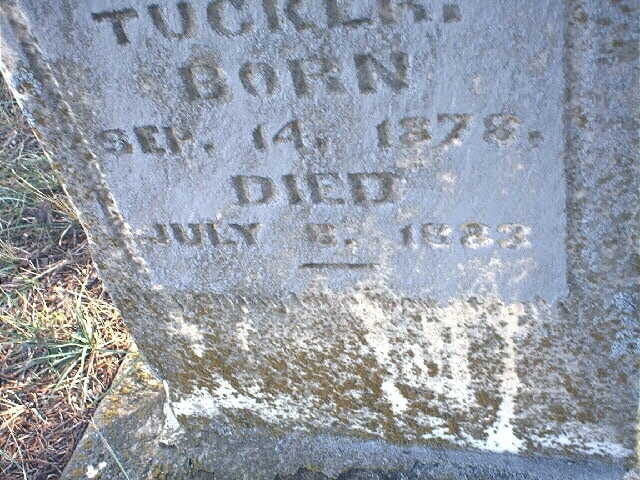 TUCKER.
BORN
SEP. 14, 1878.
DIED
JULY 8, 1883